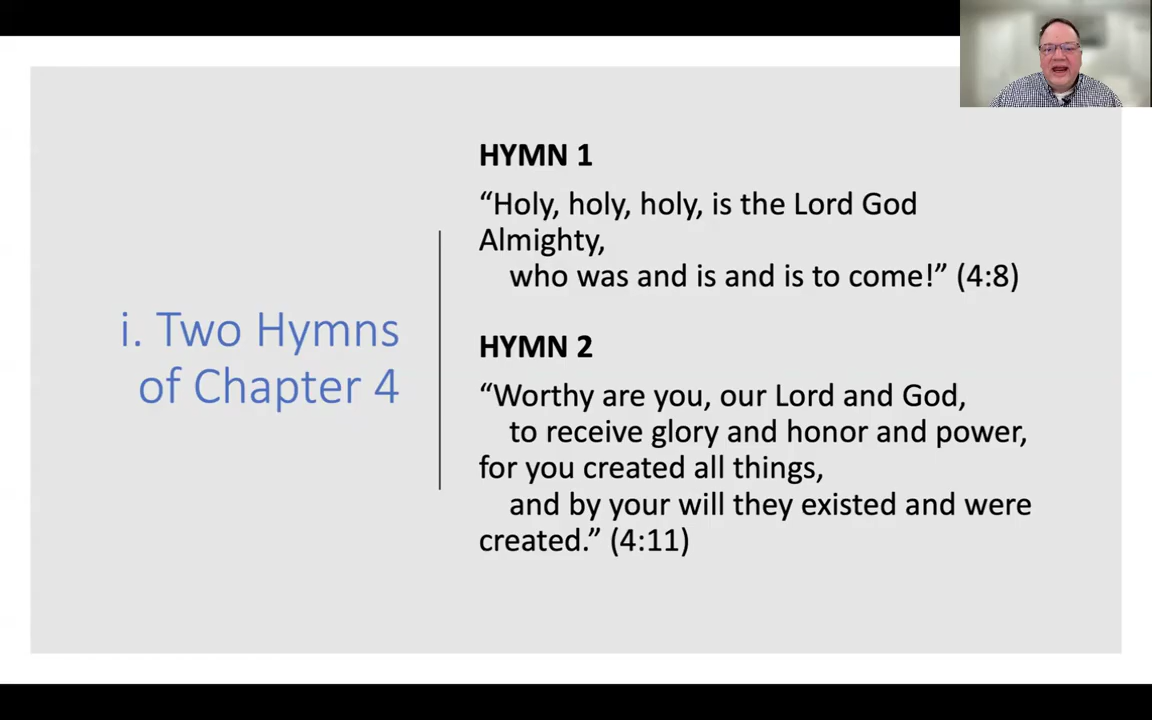 i. Two Hymns
of Chapter 4
HYMN 1
“Holy, holy, holy, is the Lord God
Almighty,
who was and is and is to come!” (4:8)
HYMN 2
“Worthy are you, our Lord and God,
to receive glory and honor and power,
for you created all things,
and by your will they existed and were
created.” (4:11)